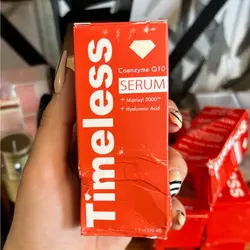 Timeless
Coenzyme Q10
SERUM
+ Matrixyl 3000™
+ Hyaluronic Acid